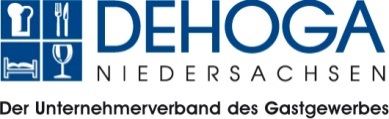 DEHOGA
NIEDERSACHSEN
Der Unternehmerverband des Gastgewerbes